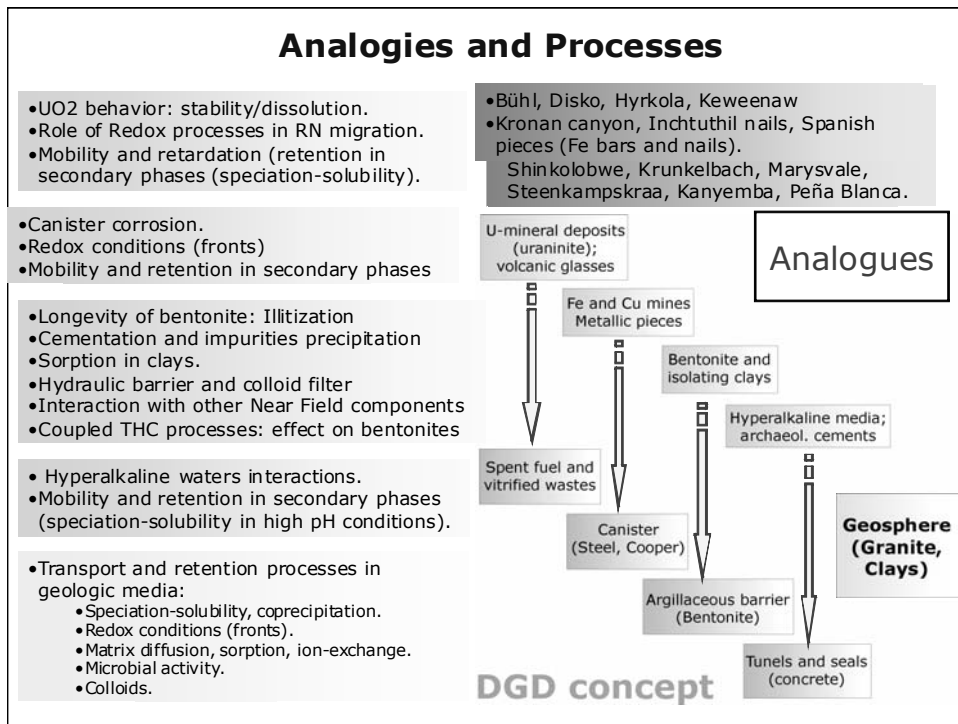 Analogies and Processes
•UO2 behavior: stability/dissolution.
•Role of Redox processes in RN migration.
•Mobility and retardation (retention in
secondary phases (speciation-solubility).
•Canister corrosion.
•Redox conditions (fronts)
•Mobility and retention in secondary phases
•Longevity of bentonite: Illitization
•Cementation and impurities precipitation
•Sorption in clays.
•Hydraulic barrier and colloid filter
•Interaction with other Near Field components
•Coupled THC processes: effect on bentonites
• Hyperalkaline waters interactions.
•Mobility and retention in secondary phases
(speciation-solubility in high pH conditions).
•Transport and retention processes in
geologic media:
•Speciation-solubility, coprecipitation.
•Redox conditions (fronts).
•Matrix diffusion, sorption, ion-exchange.
•Microbial activity.
•Colloids.
•Bühl, Disko, Hyrkola, Keweenaw
•Kronan canyon, Inchtuthil nails, Spanish
pieces (Fe bars and nails).
Shinkolobwe, Krunkelbach, Marysvale,
Steenkampskraa, Kanyemba, Peña Blanca.
Analogues
U-mineral deposits
(uraninite);
volcanic glasses
Fe and Cu mines
Metallic pieces
Bentonite and
isolating clays
Hyperalkaline media;
archaeol. cements
Spent fuel and
vitrified wastes
Canister
(Steel, Cooper)
Argillaceous barrier
(Bentonite)
Tunels and seals
(concrete)
Geosphere
(Granite,
Clays)
DGD concept